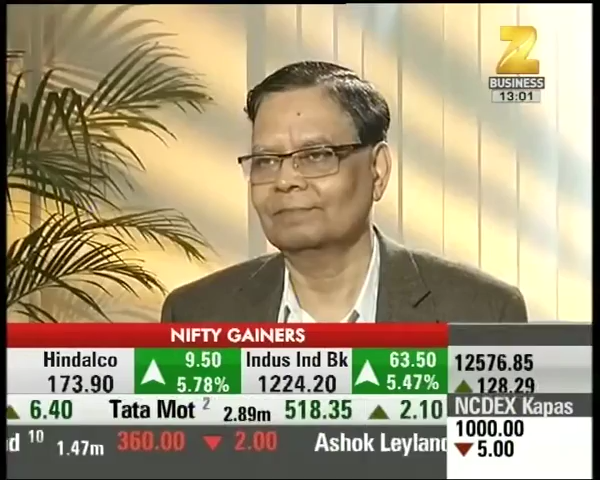 Z
BUSINESS
13:01
NIFTY GAINERS
Hindalco 9.50 Indus Ind Bk 63.50
173.90 5.78% 1224.20 5.47%
12576.85
128.29
6.40 Tata Mot 2 2.89m 518.35 2.10
NCDEX Kapas
1000.00
5.00
d 10 1.47m 360.00 2.00 Ashok Leyland